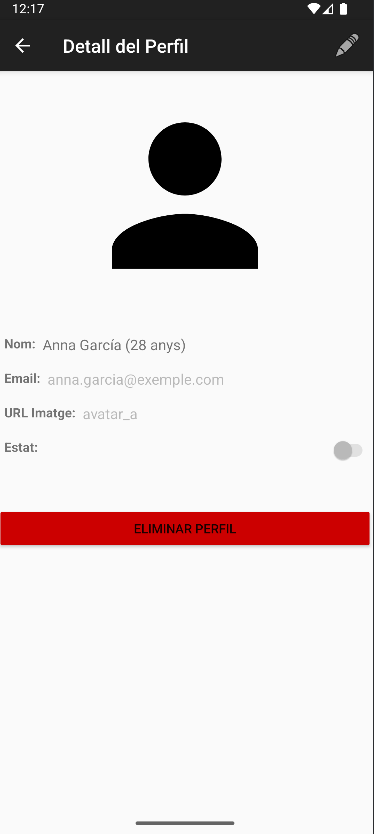 12:17
Detall del Perfil
Nom: Anna García (28 anys)
Email: anna.garcia@exemple.com
URL Imatge: avatar_a
Estat:
ELIMINAR PERFIL